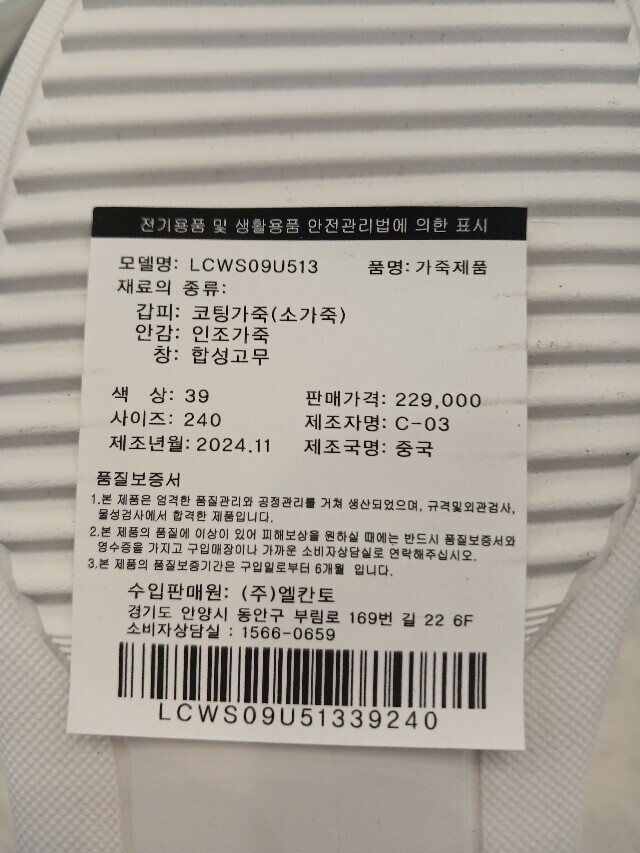 전기용품 및 생활용품 안전관리법에 의한 표시
모델명: LCWS09U513 품명: 가죽제품
재료의 종류:
갑피: 코팅가죽(소가죽)
안감: 인조가죽
창: 합성고무
색 상: 39 판매가격: 229,000
사이즈: 240 제조자명: C-03
제조년월: 2024.11 제조국명: 중국
품질보증서
1.본 제품은 엄격한 품질관리와 공정관리를 거쳐 생산되었으며, 규격및외관검사,
물성검사에서 합격한 제품입니다.
2.본 제품의 품질에 이상이 있어 피해보상을 원하실 때에는 반드시 품질보증서와
영수증을 가지고 구입매장이나 가까운 소비자상담실로 연락해주십시오.
3.본 제품의 품질보증기간은 구입일로부터 6개월 입니다.
수입판매원: (주)엘칸토
경기도 안양시 동안구 부림로 169번 길 22 6F
소비자상담실 : 1566-0659
LCWS09U51339240